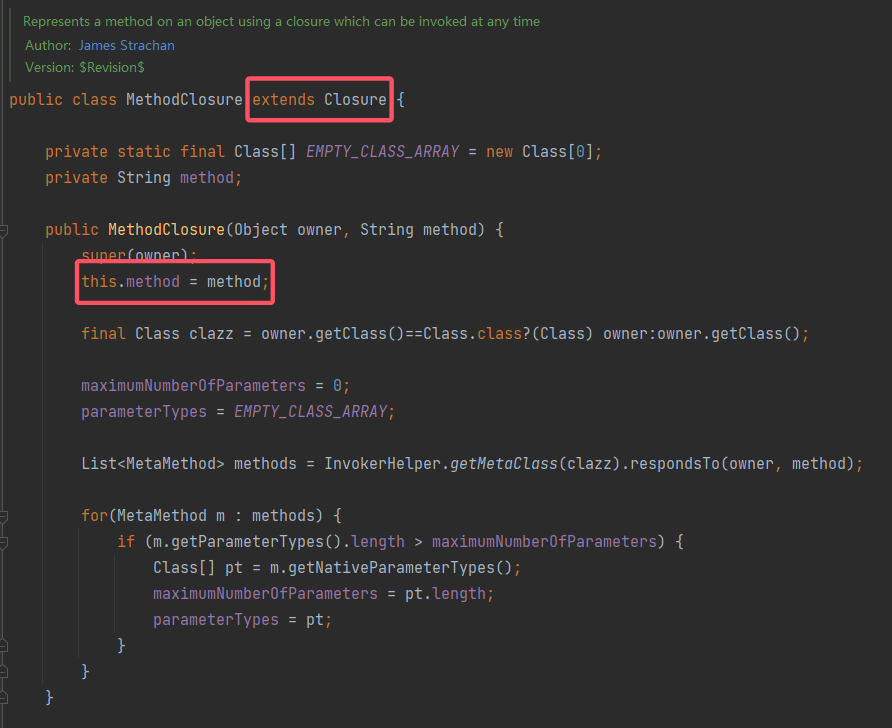 Represents a method on an object using a closure which can be invoked at any time
Author: James Strachan
Version: $Revision$
public class MethodClosure extends Closure {
private static final Class[] EMPTY_CLASS_ARRAY = new Class[0];
private String method;
public MethodClosure(Object owner, String method) {
super(owner);
this.method = method;
final Class clazz = owner.getClass()==Class.class?(Class) owner:owner.getClass();
maximumNumberOfParameters = 0;
parameterTypes = EMPTY_CLASS_ARRAY;
List<MetaMethod> methods = InvokerHelper.getMetaClass(clazz).respondsTo(owner, method);
for(MetaMethod m : methods) {
if (m.getParameterTypes().length > maximumNumberOfParameters) {
Class[] pt = m.getNativeParameterTypes();
maximumNumberOfParameters = pt.length;
parameterTypes = pt;
}
}
}